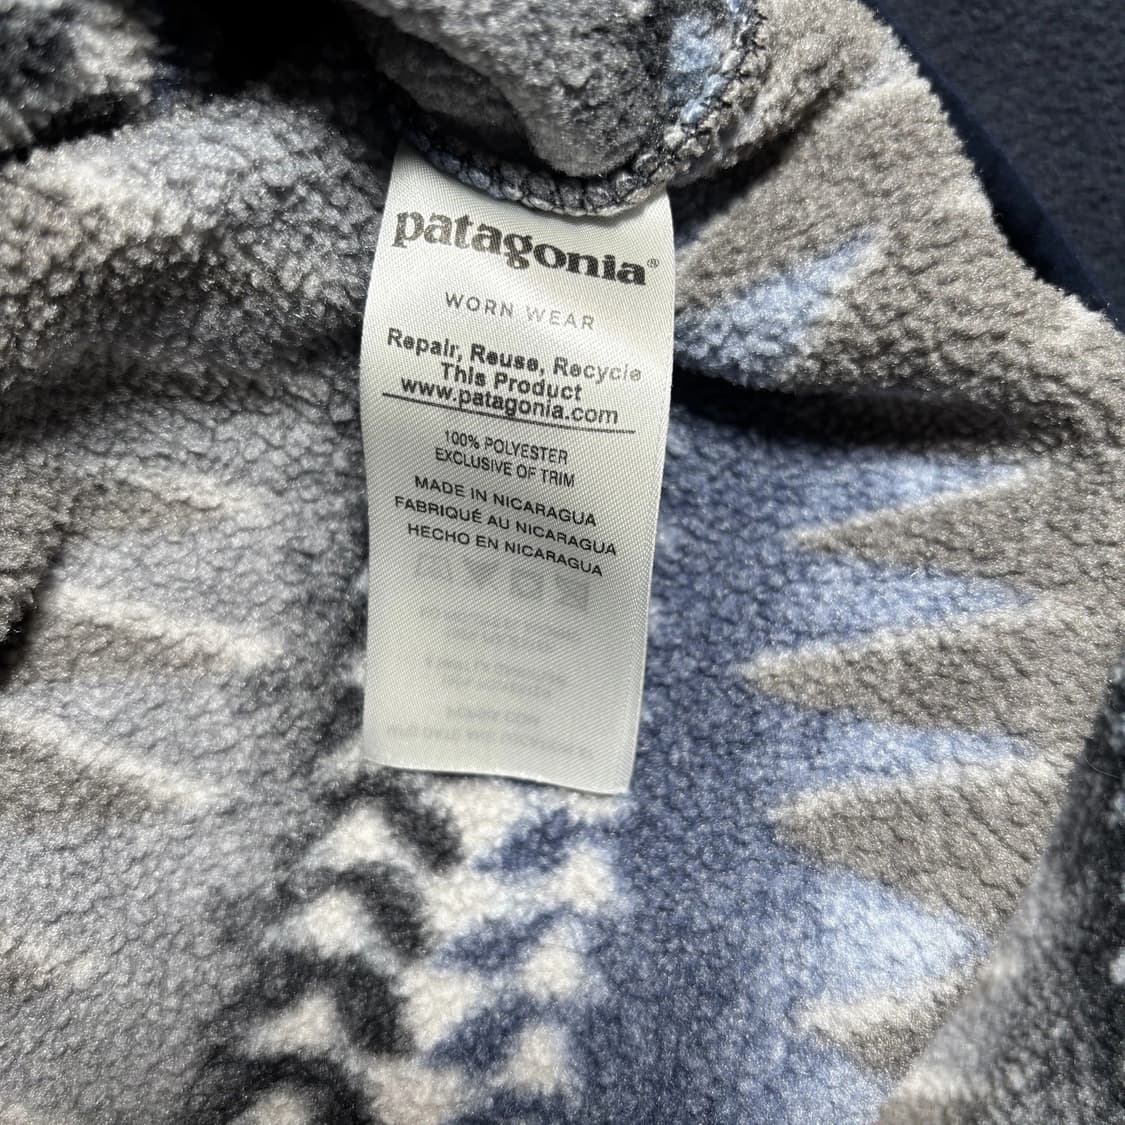 patagonia®
WORN WEAR
Repair, Reuse, Recycle
This Product
www.patagonia.com
100% POLYESTER
EXCLUSIVE OF TRIM
MADE IN NICARAGUA
FABRIQUÉ AU NICARAGUA
HECHO EN NICARAGUA